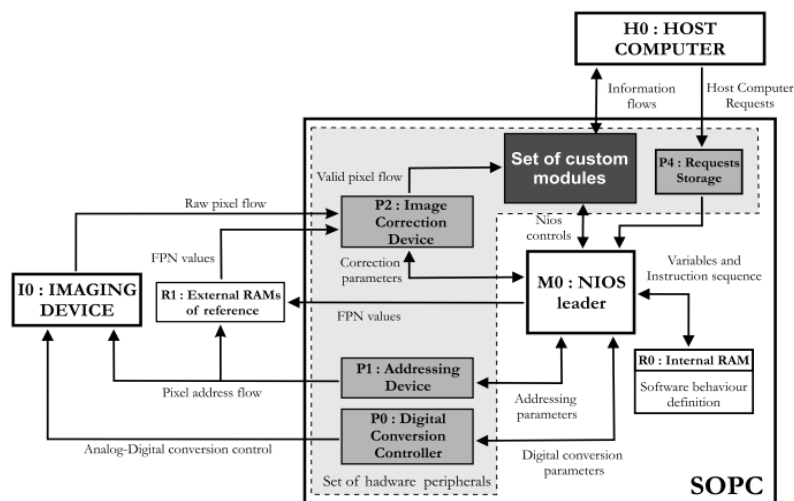 H0 : HOST
COMPUTER
Information
flows
Host Computer
Requests
Set of custom
modules
P4 : Requests
Storage
Valid pixel flow
P2 : Image
Correction
Device
Raw pixel flow
FPN values
Nios
controls
Correction
parameters
Variables and
Instruction sequence
I0 : IMAGING
DEVICE
R1 : External RAMs
of reference
M0 : NIOS
leader
FPN values
R0 : Internal RAM
Software behaviour
definition
P1 : Addressing
Device
Pixel address flow
Addressing
parameters
P0 : Digital
Conversion
Controller
Analog-Digital conversion control
Digital conversion
parameters
Set of hadware peripherals
SOPC